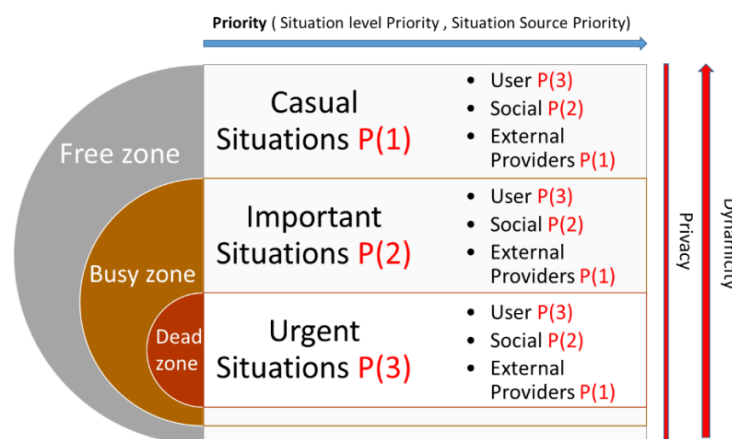 Priority ( Situation level Priority , Situation Source Priority)
Free zone
Casual
Situations P(1)
• User P(3)
• Social P(2)
• External
Providers P(1)
Busy zone
Important
Situations P(2)
• User P(3)
• Social P(2)
• External
Providers P(1)
Dead
zone
Urgent
Situations P(3)
• User P(3)
• Social P(2)
• External
Providers P(1)
Privacy
Dynamicity